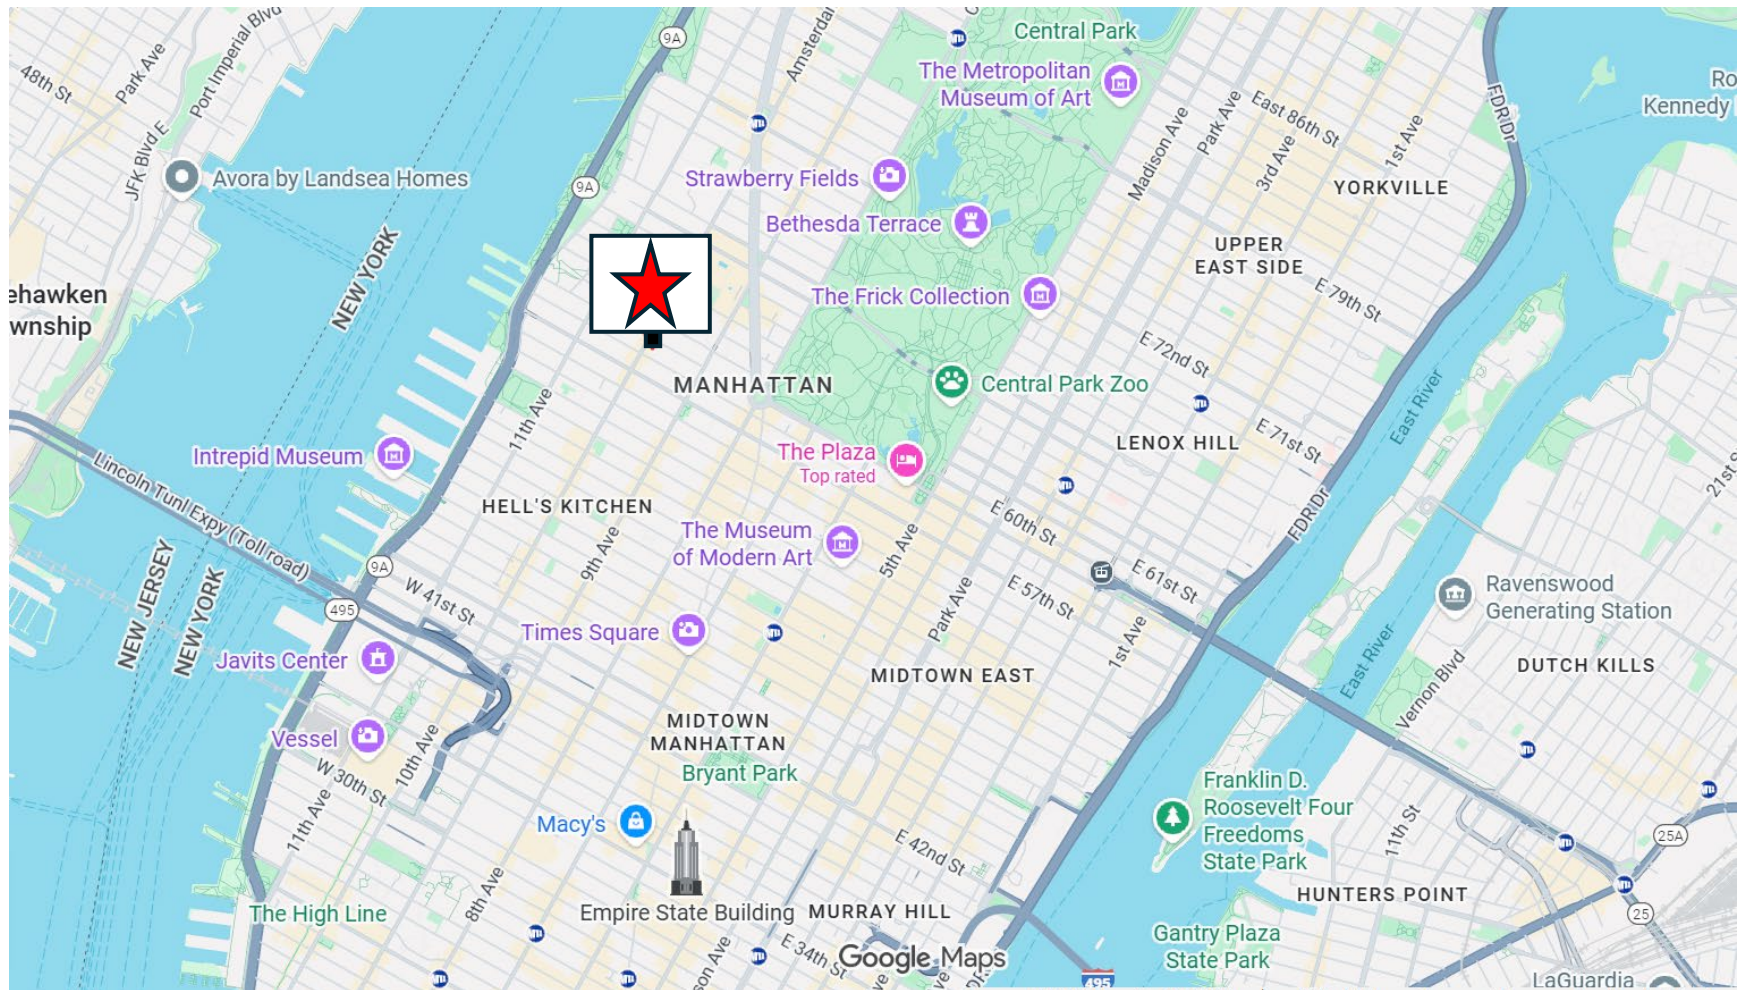 9A
Central Park
Amsterda
Park Ave
Port Imperial Blvd
48th St
The Metropolitan
Museum of Art
Ro
Kennedy
East 86th St
FDR Dr
Madison Ave
Park Ave
3rd Ave
1st Ave
JFK Blvd E
Avora by Landsea Homes
9A
Strawberry Fields
YORKVILLE
Bethesda Terrace
UPPER
EAST SIDE
NEW YORK
ehawken
wnship
The Frick Collection
E 79th St
E 72nd St
MANHATTAN
Central Park Zoo
11th Ave
East River
E 71st St
LENOX HILL
Intrepid Museum
The Plaza
Top rated
21st S
Lincoln Tunl Expy (Toll road)
HELL'S KITCHEN
The Museum
of Modern Art
9th Ave
5th Ave
E 60th St
FDR Dr
9A
W 41st St
E 61st St
E 57th St
Ravenswood
Generating Station
NEW JERSEY
NEW YORK
495
Park Ave
Times Square
1st Ave
East River
Vernon Blvd
Javits Center
MIDTOWN EAST
DUTCH KILLS
MIDTOWN
MANHATTAN
Vessel
10th Ave
W 30th St
Bryant Park
Franklin D.
Roosevelt Four
Freedoms
State Park
11th Ave
Macy's
E 42nd St
11th St
25A
8th Ave
HUNTERS POINT
The High Line
Empire State Building
MURRAY HILL
25
Gantry Plaza
State Park
son Ave
E 34th St
Google Maps
Dr
495
LaGuardia